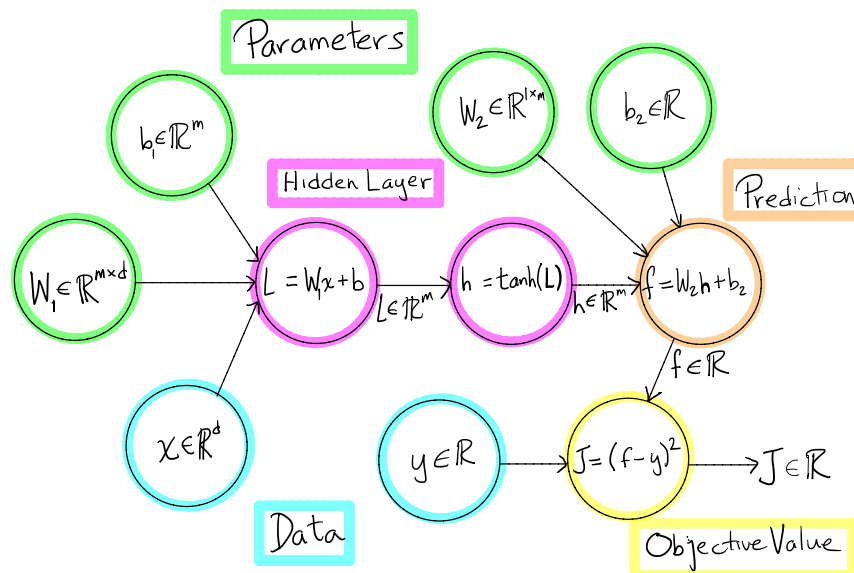 Parameters
W₂∈ℝ¹ˣᵐ
b₂∈ℝ
b₁∈ℝᵐ
Hidden Layer
Prediction
W₁∈ℝᵐˣᵈ
L = W₁x+b
L∈ℝᵐ
h = tanh(L)
h∈ℝᵐ
f = W₂h+b₂
f∈ℝ
x∈ℝᵈ
y∈ℝ
J=(f-y)²
J∈ℝ
Data
Objective Value